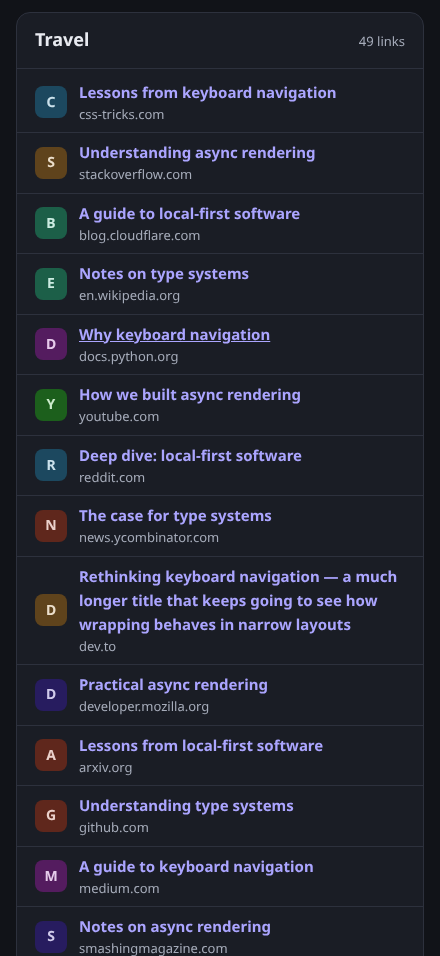 Travel
49 links
C
Lessons from keyboard navigation
css-tricks.com
S
Understanding async rendering
stackoverflow.com
B
A guide to local-first software
blog.cloudflare.com
E
Notes on type systems
en.wikipedia.org
D
Why keyboard navigation
docs.python.org
Y
How we built async rendering
youtube.com
R
Deep dive: local-first software
reddit.com
N
The case for type systems
news.ycombinator.com
D
Rethinking keyboard navigation — a much
longer title that keeps going to see how
wrapping behaves in narrow layouts
dev.to
D
Practical async rendering
developer.mozilla.org
A
Lessons from local-first software
arxiv.org
G
Understanding type systems
github.com
M
A guide to keyboard navigation
medium.com
S
Notes on async rendering
smashingmagazine.com